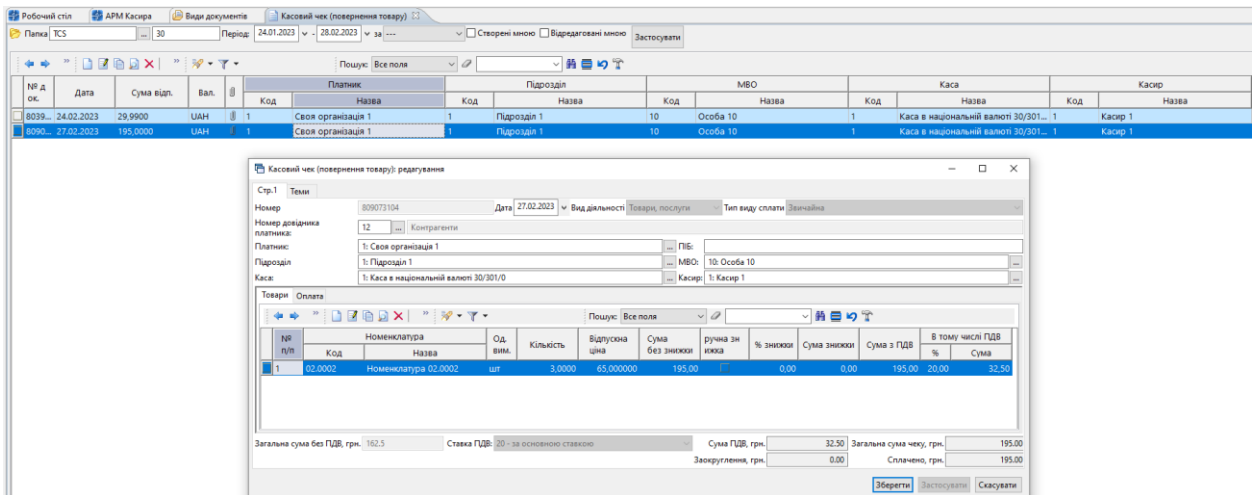 Робочий стіл АРМ Касира Види документів Касовий чек (повернення товару)
Папка TCS ... 30 Період: 24.01.2023 - 28.02.2023 за --- Створені мною Відредаговані мною Застосувати
Пошук: Все поля
№ д ок. Дата Сума відп. Вал. Платник Підрозділ МВО Каса Касир
Код Назва Код Назва Код Назва Код Назва Код Назва
8039... 24.02.2023 29,9900 UAH 1 Своя організація 1 1 Підрозділ 1 10 Особа 10 1 Каса в національній валюті 30/301... 1 Касир 1
8090... 27.02.2023 195,0000 UAH 1 Своя організація 1 1 Підрозділ 1 10 Особа 10 1 Каса в національній валюті 30/301... 1 Касир 1
Касовий чек (повернення товару): редагування
Стр.1 Теми
Номер 809073104 Дата 27.02.2023 Вид діяльності Товари, послуги Тип виду сплати Звичайна
Номер довідника платника: 12 ... Контрагенти
Платник: 1: Своя організація 1 ... ПІБ:
Підрозділ 1: Підрозділ 1 ... МВО: 10: Особа 10 ...
Каса: 1: Каса в національній валюті 30/301/0 ... Касир: 1: Касир 1 ...
Товари Оплата
Пошук: Все поля
№ п/п Номенклатура Од. вим. Кількість Відпускна ціна Сума без знижки ручна зн ижка % знижки Сума знижки Сума з ПДВ В тому числі ПДВ
Код Назва % Сума
1 02.0002 Номенклатура 02.0002 шт 3,0000 65,000000 195,00 0,00 0,00 195,00 20,00 32,50
Загальна сума без ПДВ, грн. 162.5 Ставка ПДВ: 20 - за основною ставкою Сума ПДВ, грн. 32.50 Загальна сума чеку, грн. 195.00
Заокруглення, грн. 0.00 Сплачено, грн. 195.00
Зберегти Застосувати Скасувати